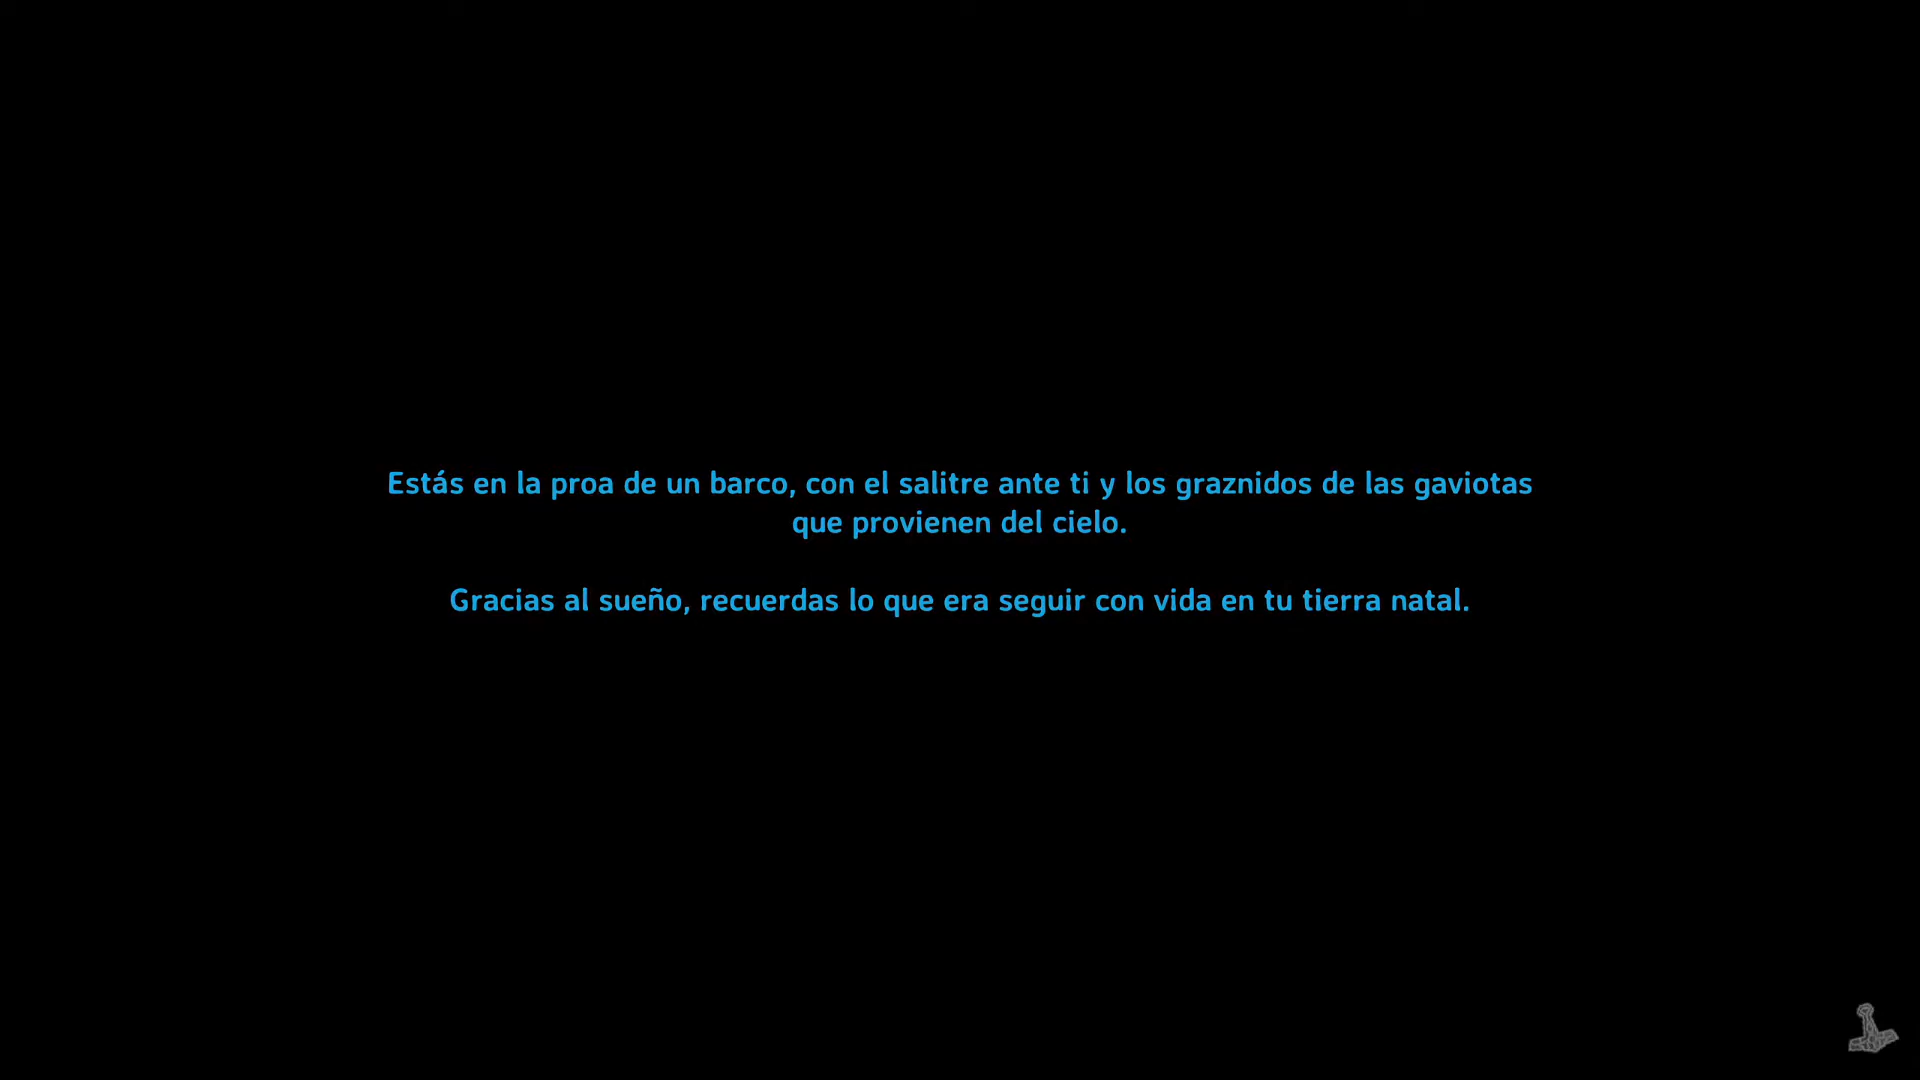 Estás en la proa de un barco, con el salitre ante ti y los graznidos de las gaviotas
que provienen del cielo.
Gracias al sueño, recuerdas lo que era seguir con vida en tu tierra natal.